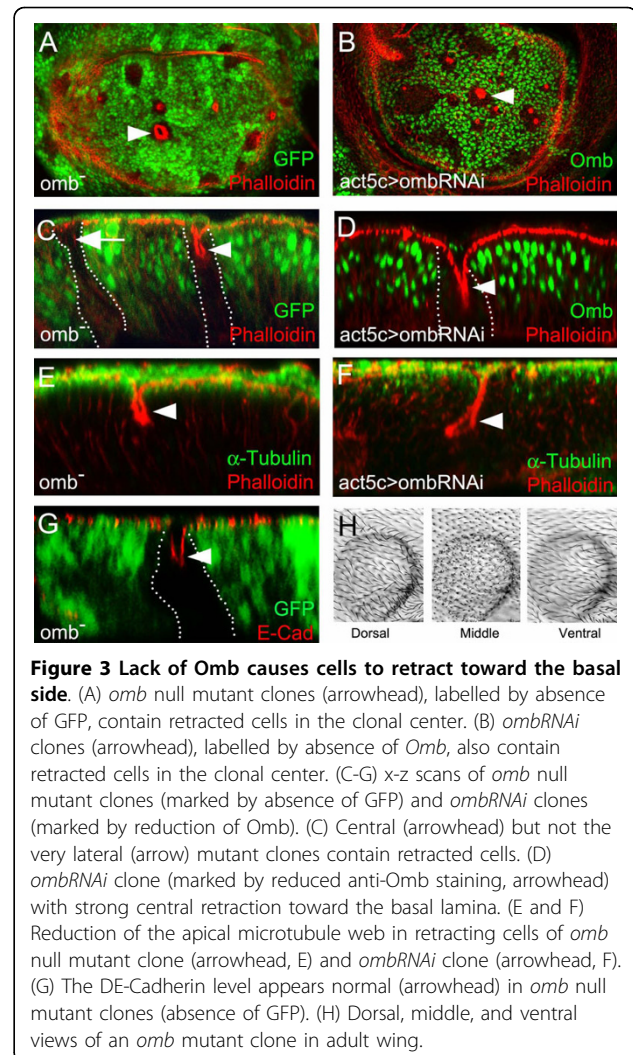 A
B
GFP
Phalloidin
omb⁻
Omb
Phalloidin
act5c>ombRNAi
C
D
GFP
Phalloidin
omb⁻
Omb
Phalloidin
act5c>ombRNAi
E
F
α-Tubulin
Phalloidin
omb⁻
α-Tubulin
Phalloidin
act5c>ombRNAi
G
H
GFP
E-Cad
omb⁻
Dorsal
Middle
Ventral
Figure 3 Lack of Omb causes cells to retract toward the basal
side. (A) omb null mutant clones (arrowhead), labelled by absence
of GFP, contain retracted cells in the clonal center. (B) ombRNAi
clones (arrowhead), labelled by absence of Omb, also contain
retracted cells in the clonal center. (C-G) x-z scans of omb null
mutant clones (marked by absence of GFP) and ombRNAi clones
(marked by reduction of Omb). (C) Central (arrowhead) but not the
very lateral (arrow) mutant clones contain retracted cells. (D)
ombRNAi clone (marked by reduced anti-Omb staining, arrowhead)
with strong central retraction toward the basal lamina. (E and F)
Reduction of the apical microtubule web in retracting cells of omb
null mutant clone (arrowhead, E) and ombRNAi clone (arrowhead, F).
(G) The DE-Cadherin level appears normal (arrowhead) in omb null
mutant clones (absence of GFP). (H) Dorsal, middle, and ventral
views of an omb mutant clone in adult wing.